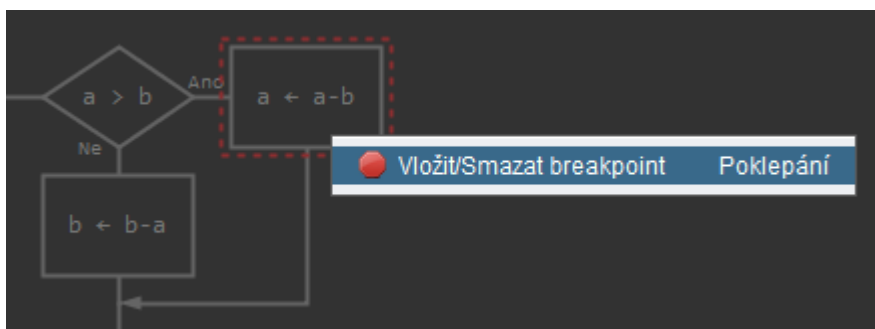 a > b
Ano
a ← a-b
Ne
Vložit/Smazat breakpoint Poklepání
b ← b-a